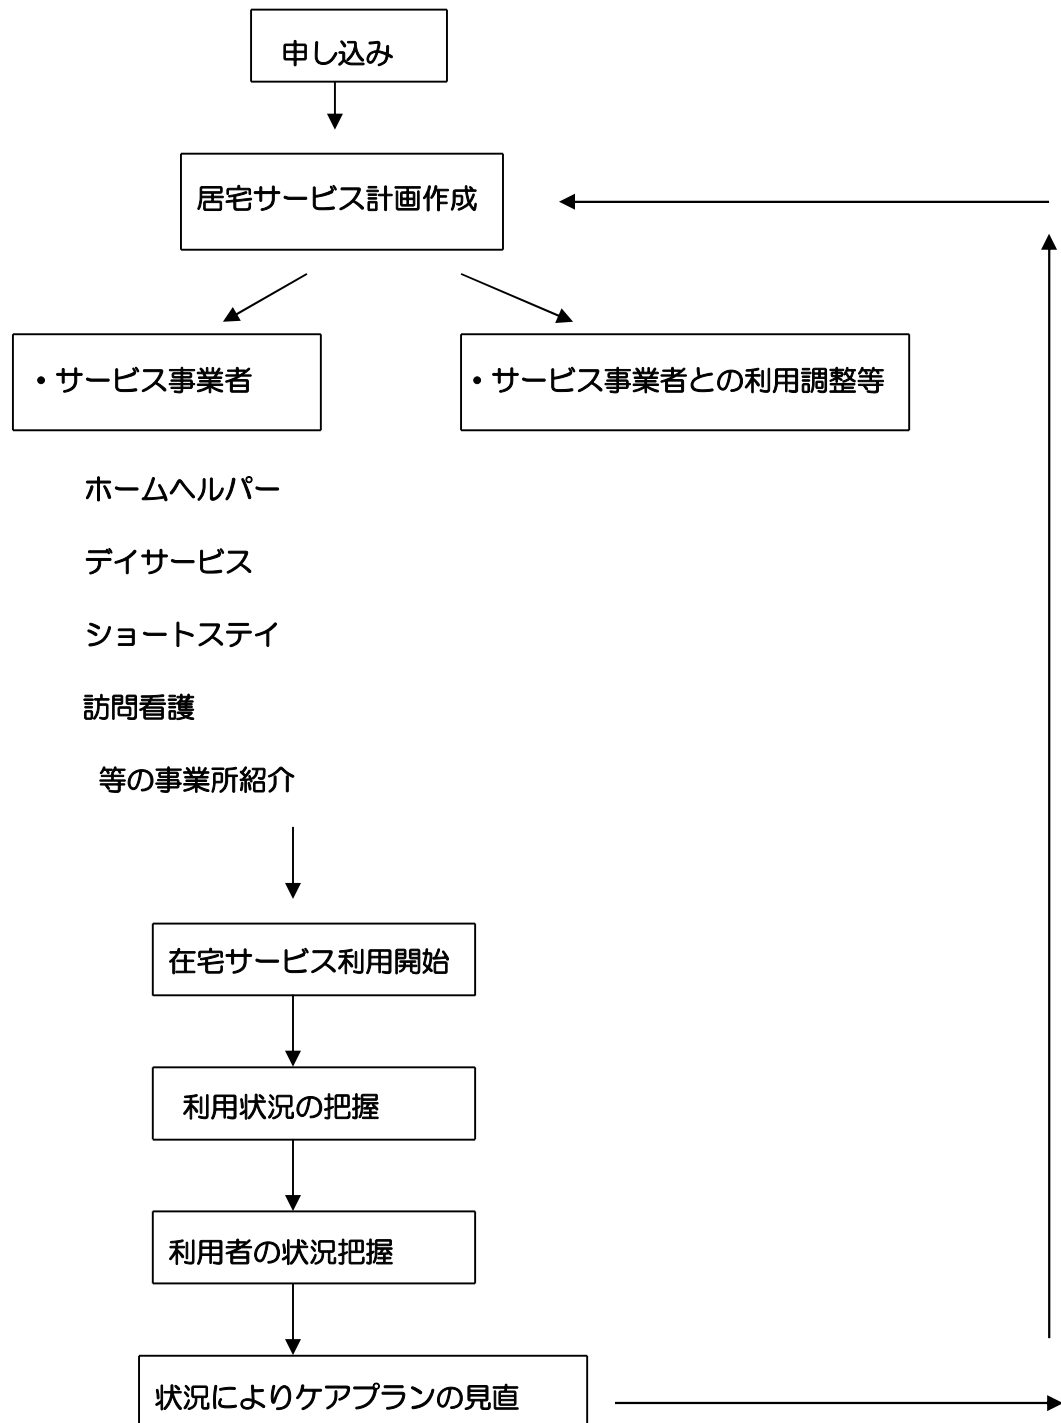 申し込み
居宅サービス計画作成
・サービス事業者
・サービス事業者との利用調整等
ホームヘルパー
デイサービス
ショートステイ
訪問看護
等の事業所紹介
在宅サービス利用開始
利用状況の把握
利用者の状況把握
状況によりケアプランの見直